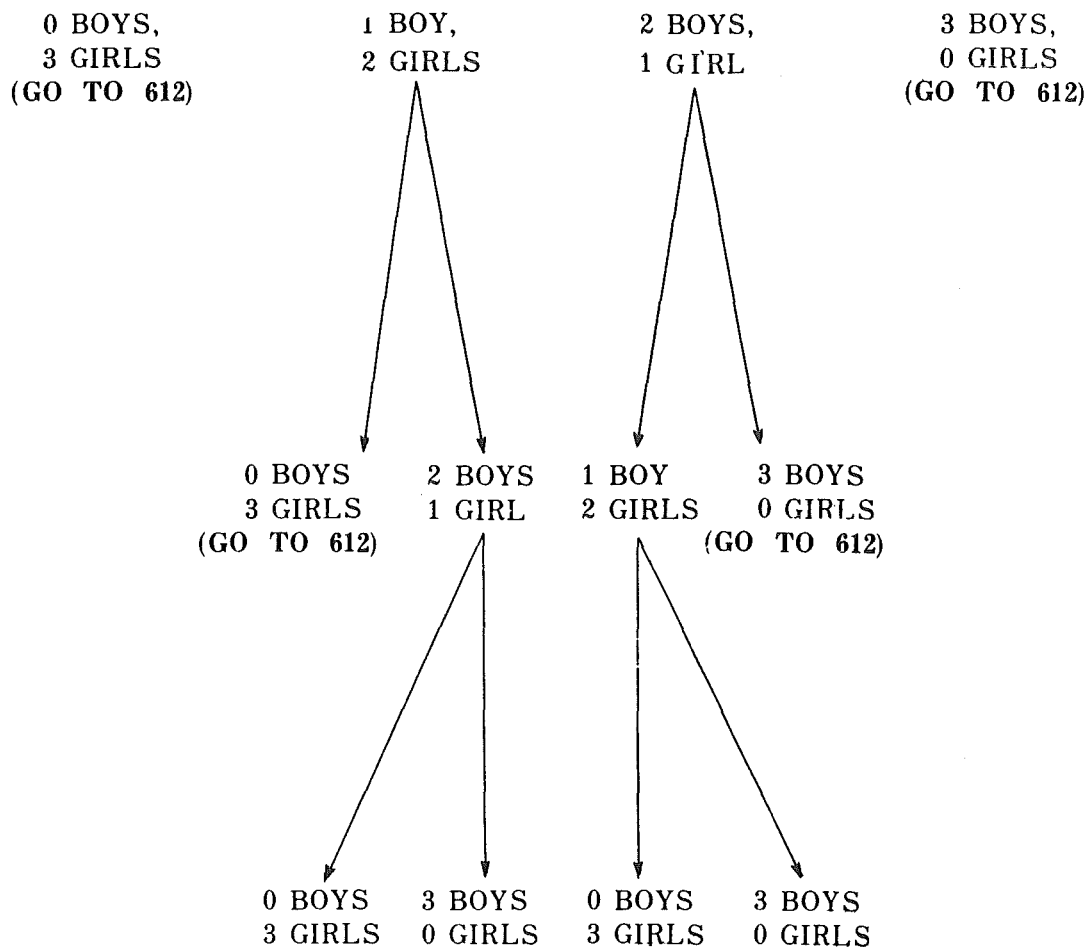 0 BOYS,
3 GIRLS
(GO TO 612)
1 BOY,
2 GIRLS
2 BOYS,
1 GIRL
3 BOYS,
0 GIRLS
(GO TO 612)
0 BOYS
3 GIRLS
(GO TO 612)
2 BOYS
1 GIRL
1 BOY
2 GIRLS
3 BOYS
0 GIRLS
(GO TO 612)
0 BOYS
3 GIRLS
3 BOYS
0 GIRLS
0 BOYS
3 GIRLS
3 BOYS
0 GIRLS